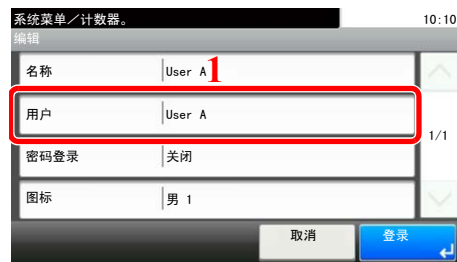 系统菜单／计数器。 10:10
编辑
名称 User A 1
用户 User A
1/1
密码登录 关闭
图标 男 1
取消 登录